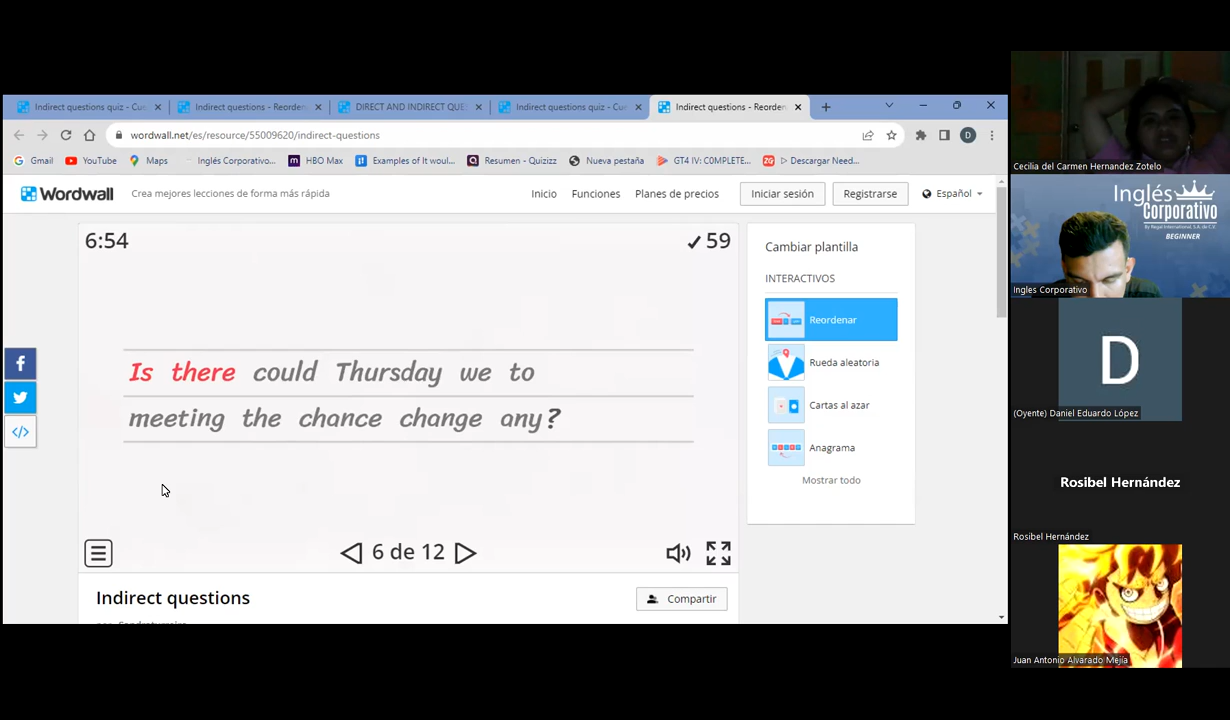 Indirect questions quiz - Cu
Indirect questions - Reorden
DIRECT AND INDIRECT QUE
Indirect questions quiz - Cu
Indirect questions - Reorden
wordwall.net/es/resource/55009620/indirect-questions
Gmail
YouTube
Maps
Inglés Corporativo...
HBO Max
Examples of It woul...
Resumen - Quizizz
Nueva pestaña
GT4 IV: C0MPLETE...
▷ Descargar Need...
Wordwall
Crea mejores lecciones de forma más rápida
Inicio
Funciones
Planes de precios
Iniciar sesión
Registrarse
Español
6:54
✓ 59
Is there could Thursday we to
meeting the chance change any?
6 de 12
Cambiar plantilla
INTERACTIVOS
Reordenar
Rueda aleatoria
Cartas al azar
Anagrama
Mostrar todo
Indirect questions
Compartir
Cecilia del Carmen Hernandez Zotelo
Inglés
Corporativo
By Regal International, S.A. de C.V.
BEGINNER
Ingles Corporativo
D
(Oyente) Daniel Eduardo López
Rosibel Hernández
Rosibel Hernández
Juan Antonio Alvarado Mejía